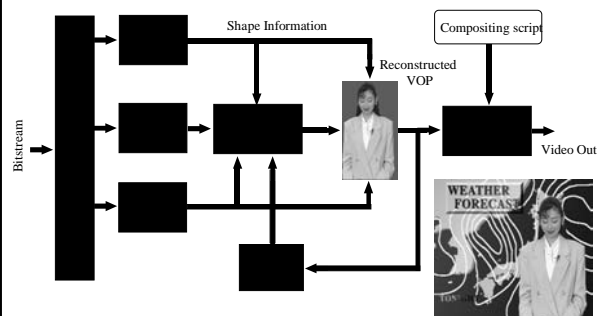 Shape Information
Compositing script
Reconstructed
VOP
Bitstream
Video Out
WEATHER
FORECAST